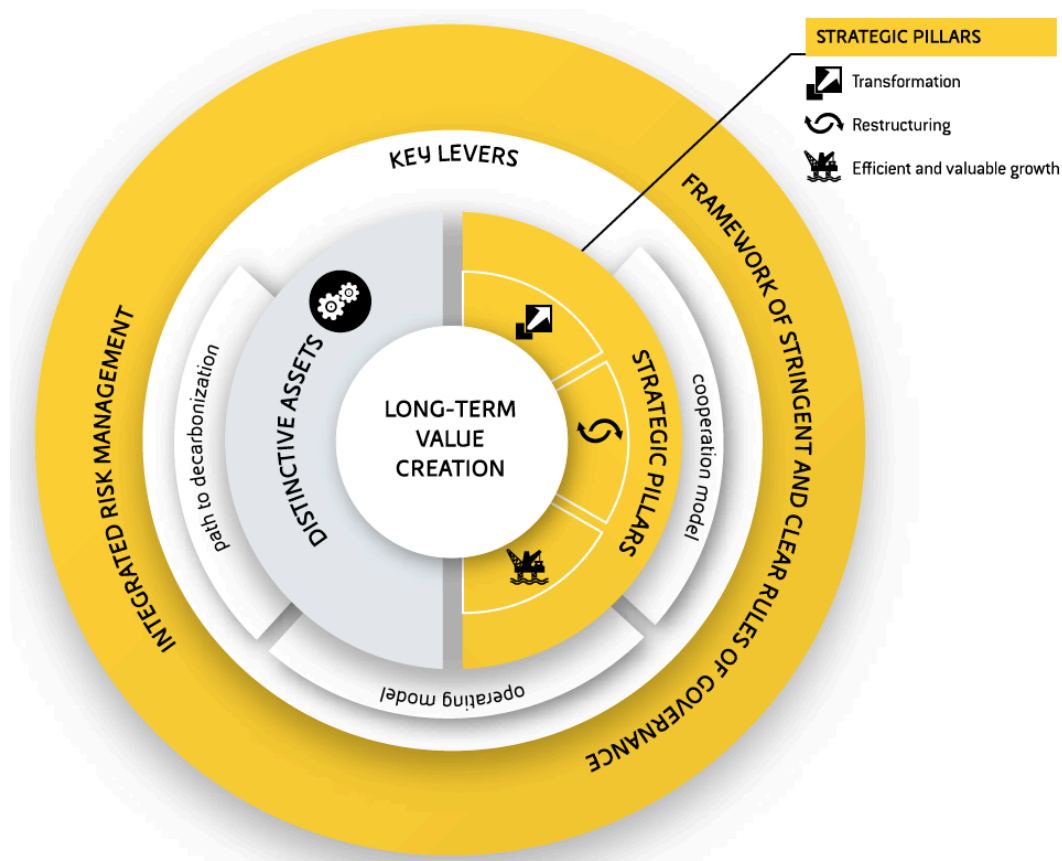 STRATEGIC PILLARS
Transformation
Restructuring
Efficient and valuable growth
KEY LEVERS
FRAMEWORK OF STRINGENT AND CLEAR RULES OF GOVERNANCE
INTEGRATED RISK MANAGEMENT
path to decarbonization
DISTINCTIVE ASSETS
LONG-TERM
VALUE
CREATION
STRATEGIC PILLARS
cooperation model
operating model